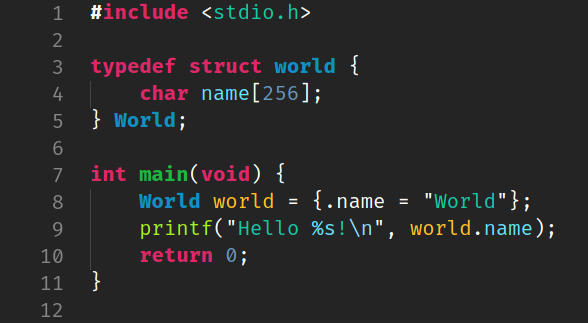 1 #include <stdio.h>
2
3 typedef struct world {
4     char name[256];
5 } World;
6
7 int main(void) {
8     World world = {.name = "World"};
9     printf("Hello %s!\n", world.name);
10     return 0;
11 }
12